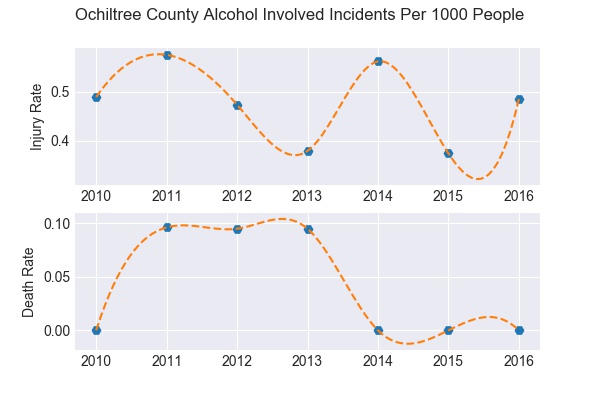 Ochiltree County Alcohol Involved Incidents Per 1000 People
Injury Rate
0.5
0.4
2010 2011 2012 2013 2014 2015 2016
Death Rate
0.10
0.05
0.00
2010 2011 2012 2013 2014 2015 2016